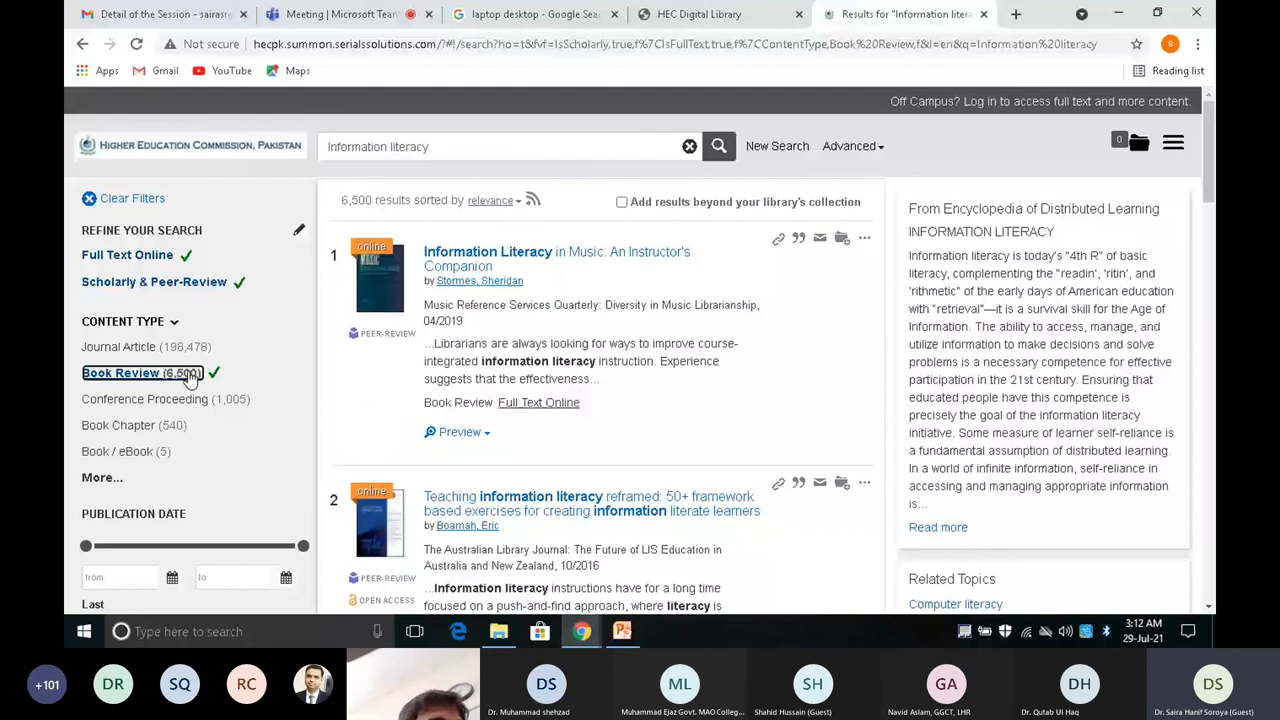 Detail of the Session - sairasr
Meeting | Microsoft Team
laptop desktop - Google Sea
HEC Digital Library
Results for "Information liter
Not secure
hecpk.summon.serialssolutions.com/?#!/search?ho=t&fvf=IsScholarly,true,f%7CIsFullText,true,f%7CContentType,Book%20Review,f&l=en&q=Information%20literacy
S
Apps
Gmail
YouTube
Maps
Reading list
Off Campus? Log in to access full text and more content.
HIGHER EDUCATION COMMISSION, PAKISTAN
Information literacy
New Search
Advanced
0
Clear Filters
REFINE YOUR SEARCH
Full Text Online
Scholarly & Peer-Review
CONTENT TYPE
Journal Article (198,478)
Book Review (6,500)
Conference Proceeding (1,005)
Book Chapter (540)
Book / eBook (5)
More...
PUBLICATION DATE
from
to
Last
6,500 results sorted by relevance
Add results beyond your library's collection
1
online
PEER-REVIEW
Information Literacy in Music: An Instructor's
Companion
by Stormes, Sheridan
Music Reference Services Quarterly: Diversity in Music Librarianship,
04/2019
...Librarians are always looking for ways to improve course-
integrated information literacy instruction. Experience
suggests that the effectiveness...
Book Review Full Text Online
Preview
2
online
PEER-REVIEW
OPEN ACCESS
Teaching information literacy reframed: 50+ framework
based exercises for creating information literate learners
by Boamah, Eric
The Australian Library Journal: The Future of LIS Education in
Australia and New Zealand, 10/2016
...Information literacy instructions have for a long time
focused on a push-and-find approach, where literacy is
From Encyclopedia of Distributed Learning
INFORMATION LITERACY
Information literacy is today's "4th R" of basic
literacy, complementing the "readin', 'ritin', and
'rithmetic" of the early days of American education
with "retrieval"—it is a survival skill for the Age of
Information. The ability to access, manage, and
utilize information to make decisions and solve
problems is a necessary competence for effective
participation in the 21st century. Ensuring that
educated people have this competence is
precisely the goal of the information literacy
initiative. Some measure of learner self-reliance is
a fundamental assumption of distributed learning.
In a world of infinite information, self-reliance in
accessing and managing appropriate information
is...
Read more
Related Topics
Computer literacy
Type here to search
3:12 AM
29-Jul-21
+101
DR
SQ
RC
DS
Dr. Muhammad shehzad
ML
Muhammad Ejaz Govt. MAO Colleg...
SH
Shahid Hussain (Guest)
GA
Navid Aslam, GGCT, LHR
DH
Dr. Qutab Ul Haq
DS
Dr. Saira Hanif Soroya (Guest)